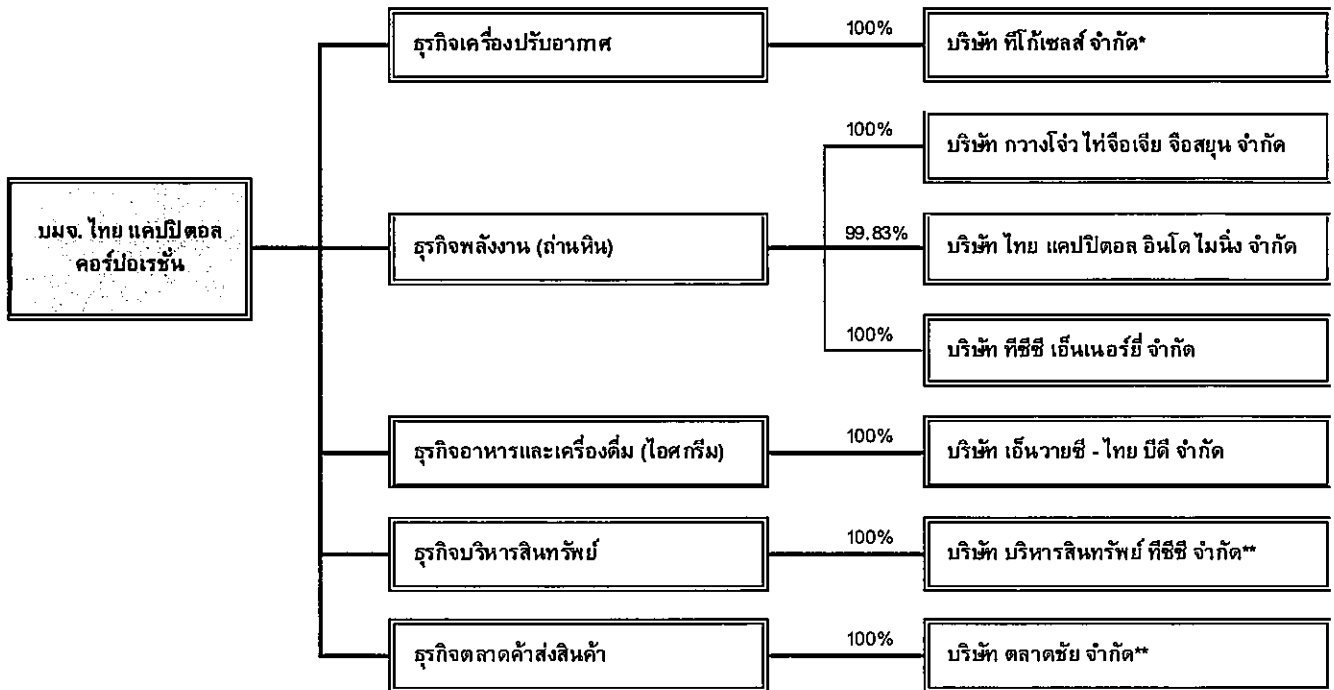 ธุรกิจเครื่องปรับอากาศ
100%
บริษัท ทีโก้เซลส์ จำกัด*
100%
บริษัท กวางโจ่ว ไท่จือเจีย จือสยุน จำกัด
บมจ. ไทย แคปปิตอล
คอร์ปอเรชั่น
ธุรกิจพลังงาน (ถ่านหิน)
99.83%
บริษัท ไทย แคปปิตอล อินโด ไมนิ่ง จำกัด
100%
บริษัท ทีซีซี เอ็นเนอร์ยี่ จำกัด
ธุรกิจอาหารและเครื่องดื่ม (ไอศกรีม)
100%
บริษัท เอ็นวายซี - ไทย บีดี จำกัด
ธุรกิจบริหารสินทรัพย์
100%
บริษัท บริหารสินทรัพย์ ทีซีซี จำกัด**
ธุรกิจตลาดค้าส่งสินค้า
100%
บริษัท ตลาดชัย จำกัด**